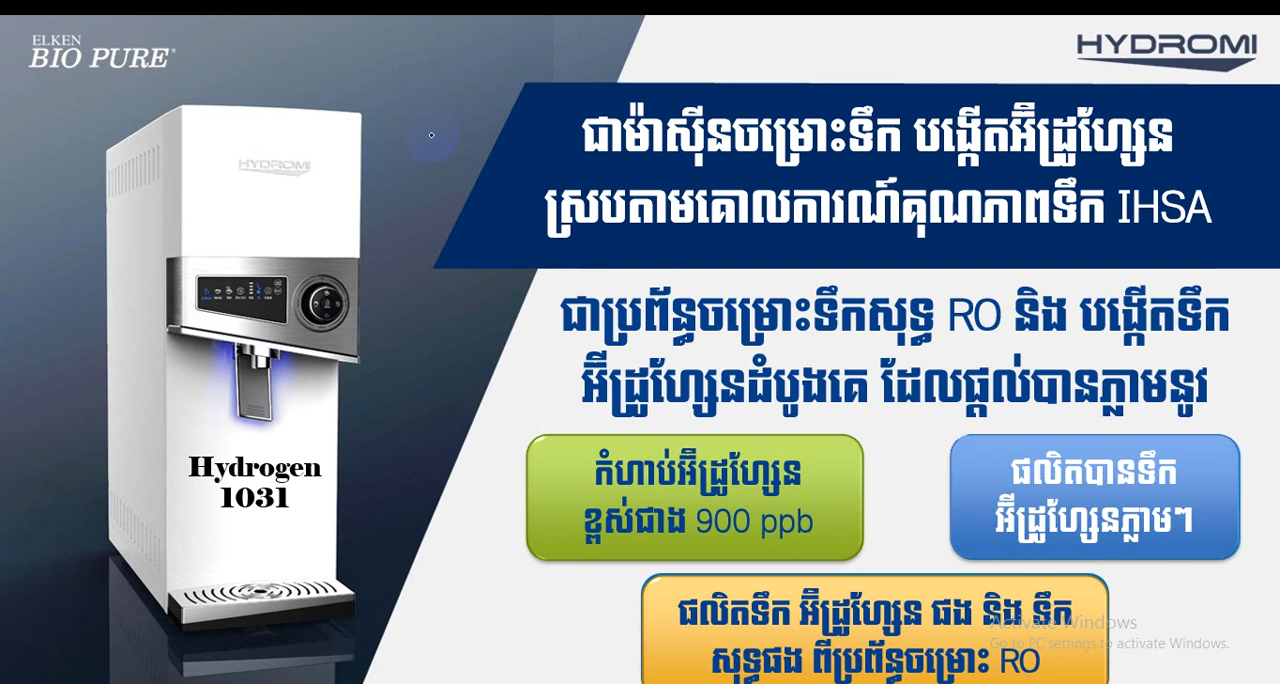 ELKEN
BIO PURE®
HYDROMI
ជាម៉ាស៊ីនចម្រោះទឹក បង្កើតអ៊ីដ្រូហ្សែន
ស្របតាមគោលការណ៍គុណភាពទឹក IHSA
ជាប្រព័ន្ធចម្រោះទឹកសុទ្ធ RO និង បង្កើតទឹក
អ៊ីដ្រូហ្សែនដំបូងគេ ដែលផ្តល់បានភ្លាមនូវ
HYDROMI
Hydrogen
1031
កំហាប់អ៊ីដ្រូហ្សែន
ខ្ពស់ជាង 900 ppb
ផលិតបានទឹក
អ៊ីដ្រូហ្សែនភ្លាមៗ
ផលិតទឹក អ៊ីដ្រូហ្សែន ផង និង ទឹក
សុទ្ធផង ពីប្រព័ន្ធចម្រោះ RO
Activate Windows
Go to PC settings to activate Windows.